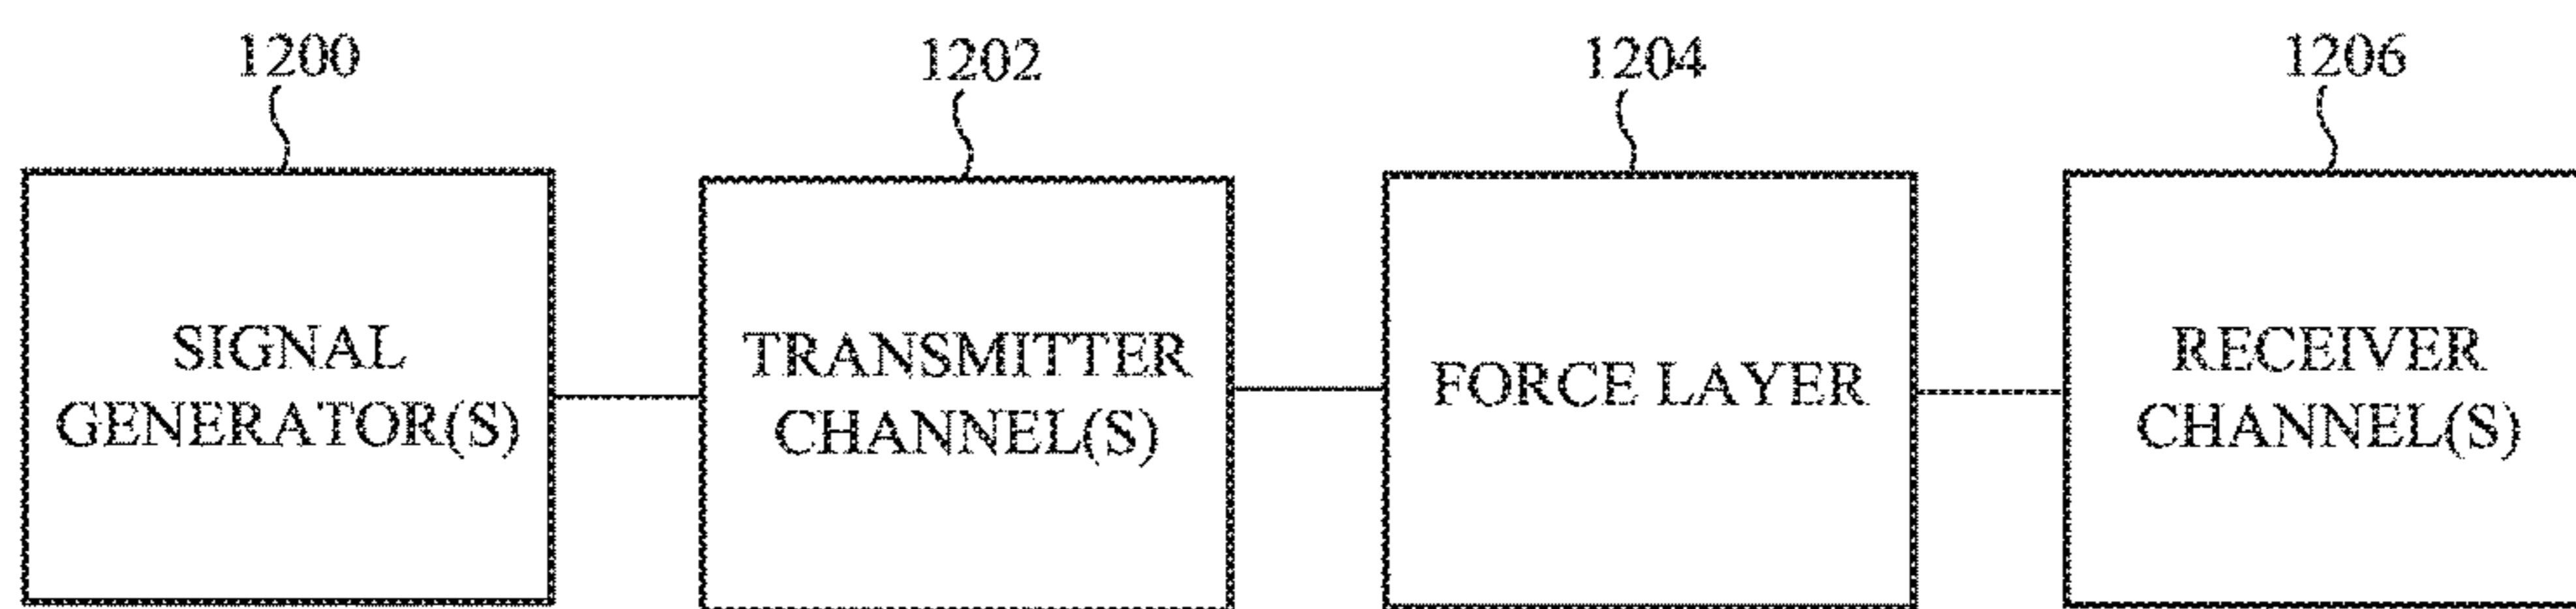 1200
1202
1204
1206
SIGNAL
GENERATOR(S)
TRANSMITTER
CHANNEL(S)
FORCE LAYER
RECEIVER
CHANNEL(S)